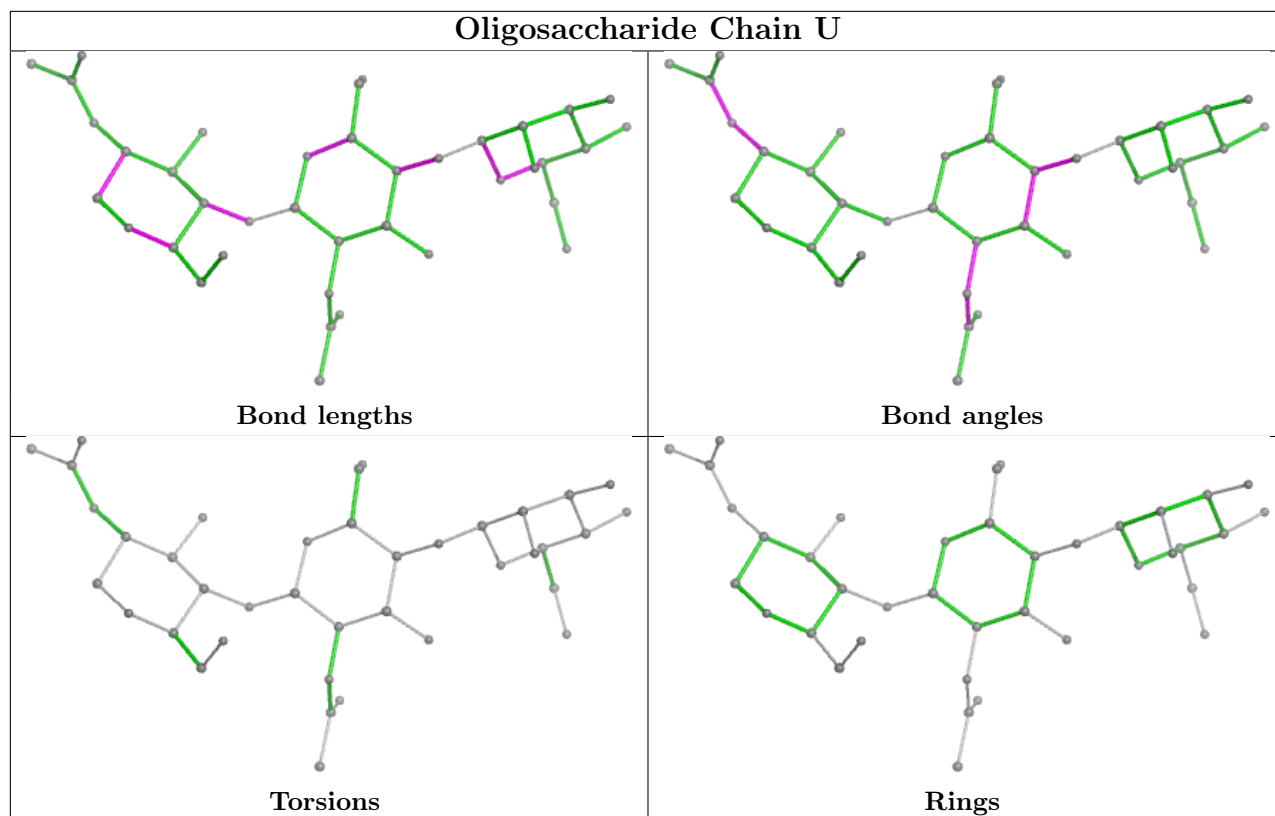 Oligosaccharide Chain U
Bond lengths
Bond angles
Torsions
Rings